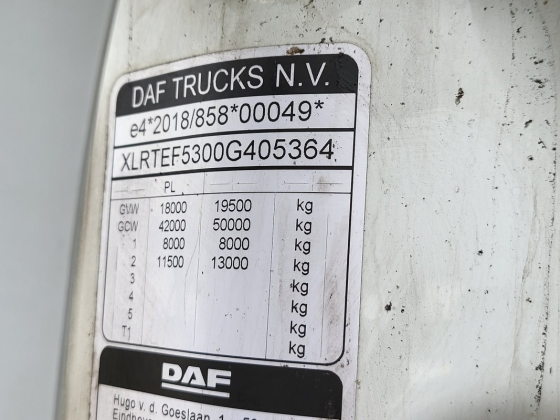 DAF TRUCKS N.V.
e4*2018/858*00049*
XLRTEF5300G405364
PL
GVW 18000 19500 kg
GCW 42000 50000 kg
1 8000 8000 kg
2 11500 13000 kg
3 kg
4 kg
5 kg
T1 kg
DAF
Hugo v. d. Goeslaan 1